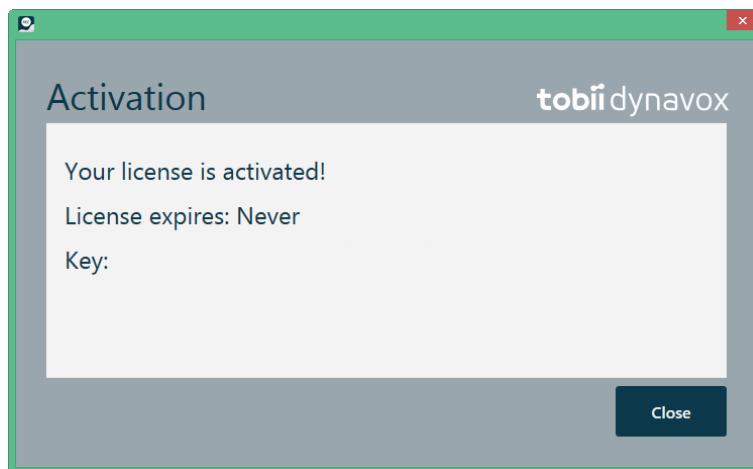 Activation
tobii dynavox
Your license is activated!
License expires: Never
Key:
Close